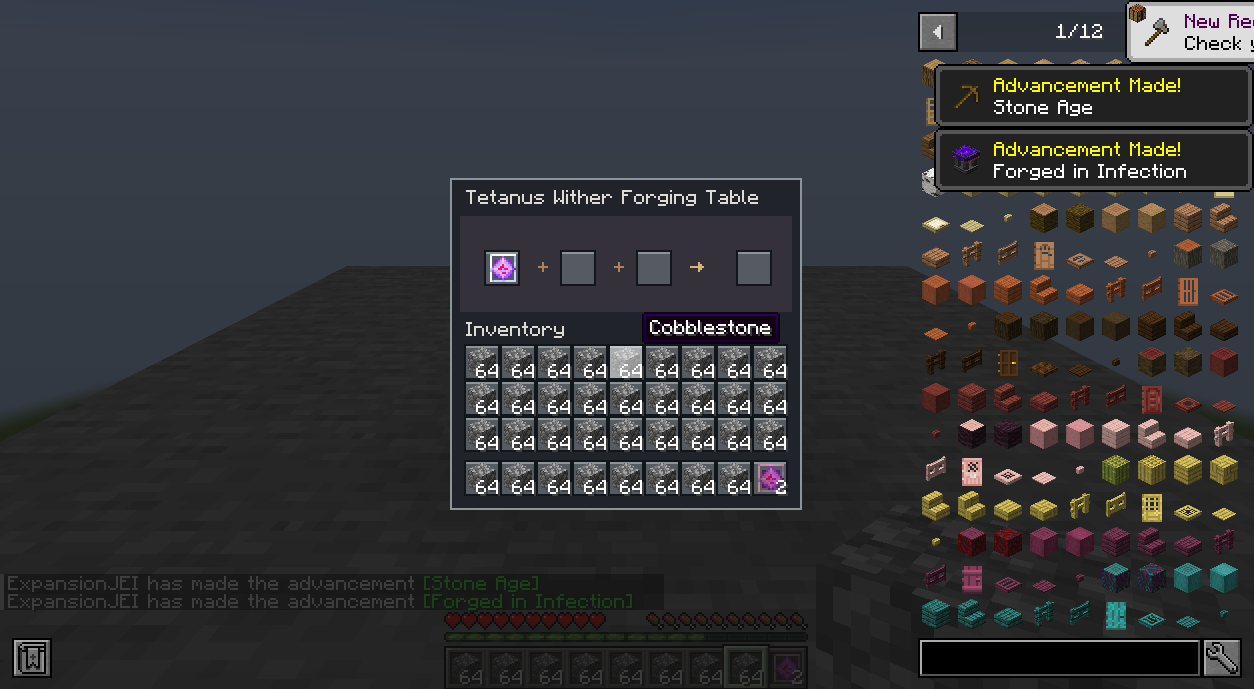 1/12
New Rec
Check y
Advancement Made!
Stone Age
Advancement Made!
Forged in Infection
Tetanus Wither Forging Table
Inventory
Cobblestone
64 64 64 64 64 64 64 64 64
64 64 64 64 64 64 64 64 64
64 64 64 64 64 64 64 64 64
64 64 64 64 64 64 64 64 2
ExpansionJEI has made the advancement [Stone Age]
ExpansionJEI has made the advancement [Forged in Infection]
64 64 64 64 64 64 64 64 2